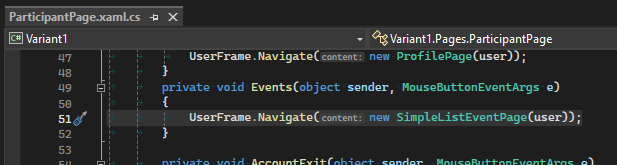 ParticipantPage.xaml.cs
Variant1
Variant1.Pages.ParticipantPage
47 UserFrame.Navigate(content: new ProfilePage(user));
48 }
49 private void Events(object sender, MouseButtonEventArgs e)
50 {
51 UserFrame.Navigate(content: new SimpleListEventPage(user));
52 }
53
54 private void AccountExit(object sender, MouseButtonEventArgs e)